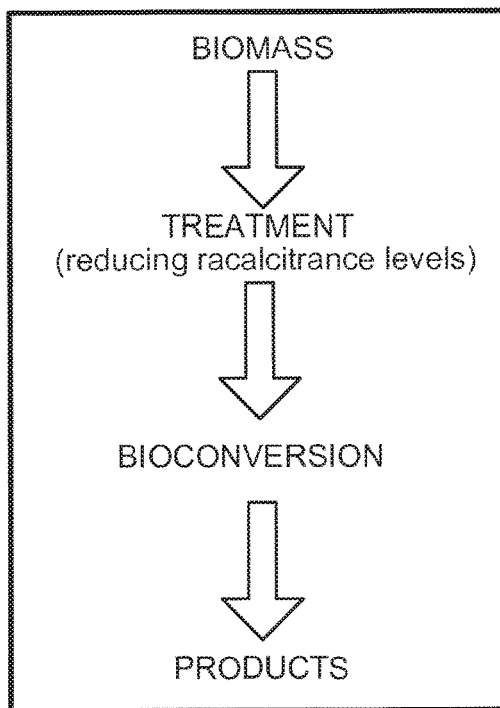 BIOMASS
TREATMENT
(reducing racalcitrance levels)
BIOCONVERSION
PRODUCTS